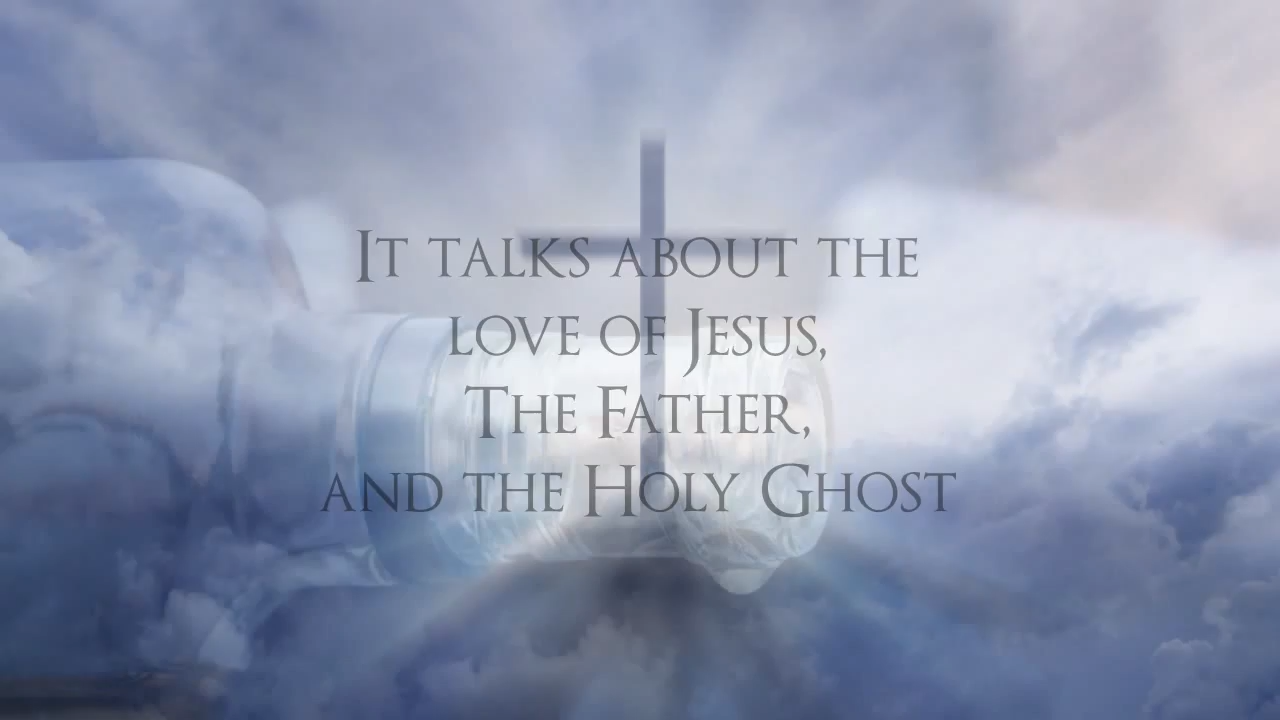 It talks about the
love of Jesus,
The Father,
and the Holy Ghost